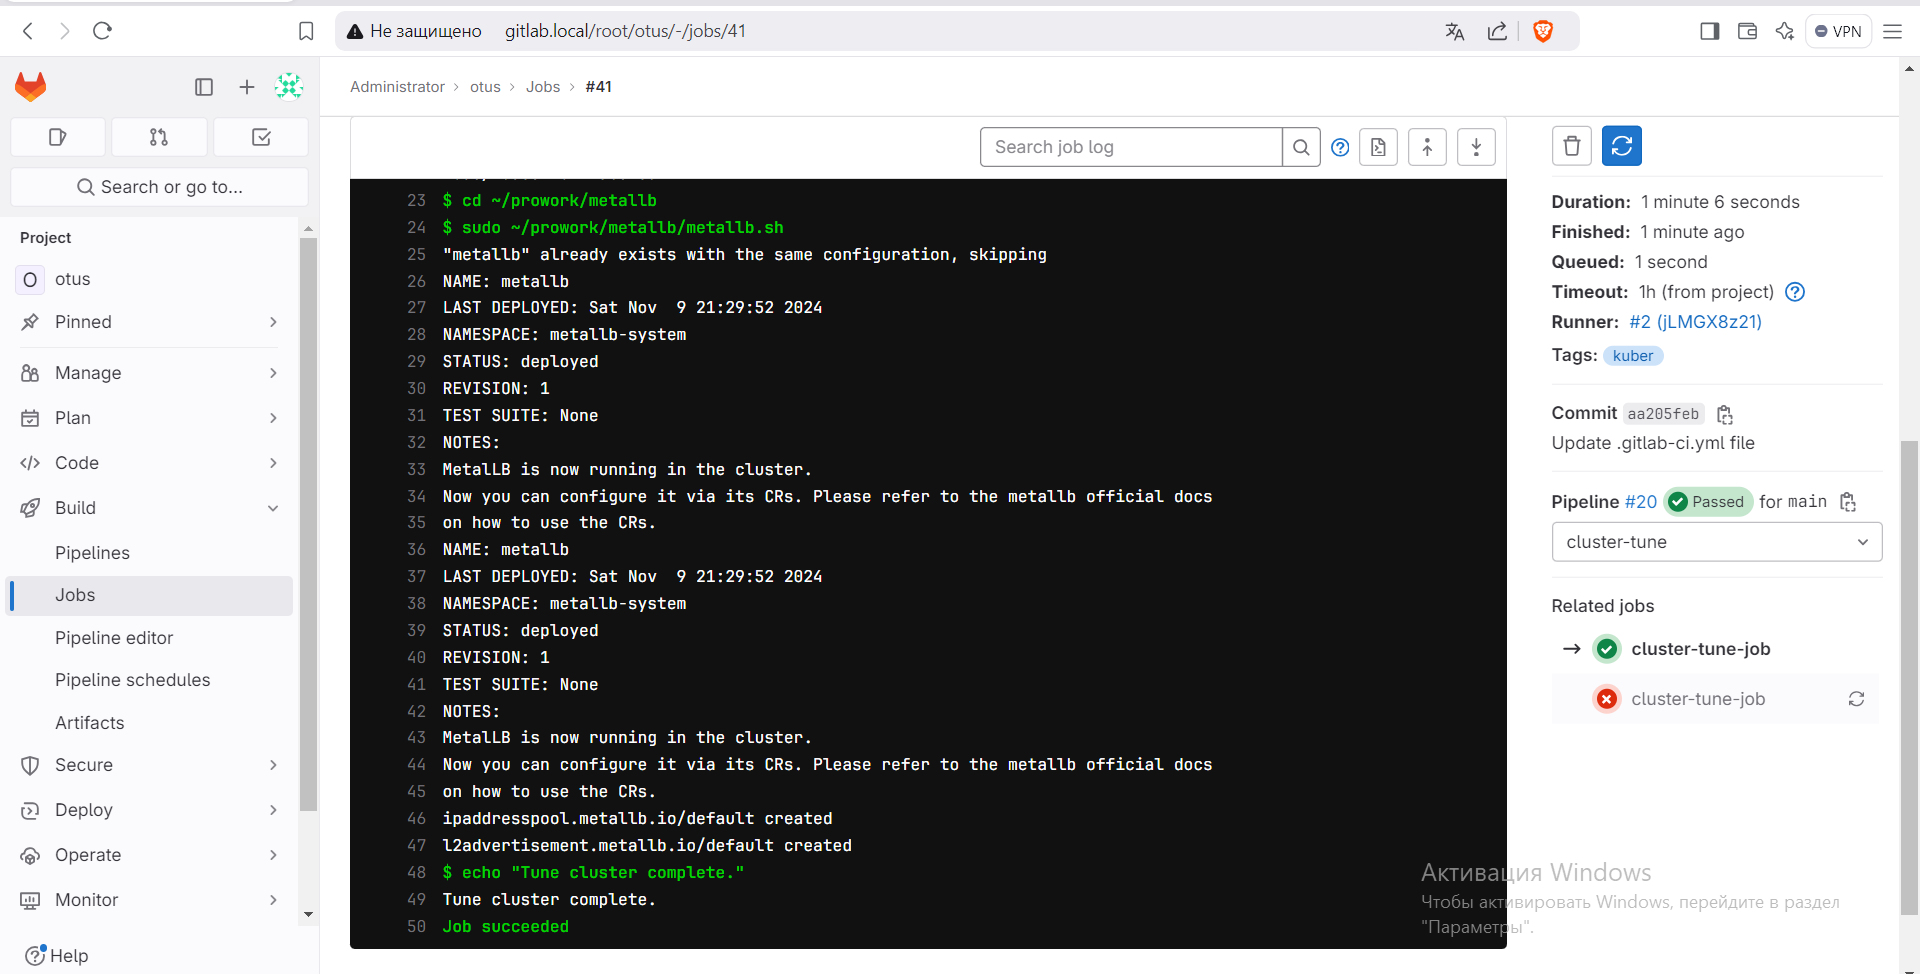 Не защищено gitlab.local/root/otus/-/jobs/41
VPN
Administrator › otus › Jobs › #41
Search or go to...
Project
O otus
Pinned
Manage
Plan
Code
Build
Pipelines
Jobs
Pipeline editor
Pipeline schedules
Artifacts
Secure
Deploy
Operate
Monitor
Help
Search job log
23 $ cd ~/prowork/metallb
24 $ sudo ~/prowork/metallb/metallb.sh
25 "metallb" already exists with the same configuration, skipping
26 NAME: metallb
27 LAST DEPLOYED: Sat Nov  9 21:29:52 2024
28 NAMESPACE: metallb-system
29 STATUS: deployed
30 REVISION: 1
31 TEST SUITE: None
32 NOTES:
33 MetalLB is now running in the cluster.
34 Now you can configure it via its CRs. Please refer to the metallb official docs
35 on how to use the CRs.
36 NAME: metallb
37 LAST DEPLOYED: Sat Nov  9 21:29:52 2024
38 NAMESPACE: metallb-system
39 STATUS: deployed
40 REVISION: 1
41 TEST SUITE: None
42 NOTES:
43 MetalLB is now running in the cluster.
44 Now you can configure it via its CRs. Please refer to the metallb official docs
45 on how to use the CRs.
46 ipaddresspool.metallb.io/default created
47 l2advertisement.metallb.io/default created
48 $ echo "Tune cluster complete."
49 Tune cluster complete.
50 Job succeeded
Duration: 1 minute 6 seconds
Finished: 1 minute ago
Queued: 1 second
Timeout: 1h (from project)
Runner: #2 (jLMGX8z21)
Tags: kuber
Commit aa205feb
Update .gitlab-ci.yml file
Pipeline #20 Passed for main
cluster-tune
Related jobs
→ cluster-tune-job
cluster-tune-job
Активация Windows
Чтобы активировать Windows, перейдите в раздел
"Параметры".